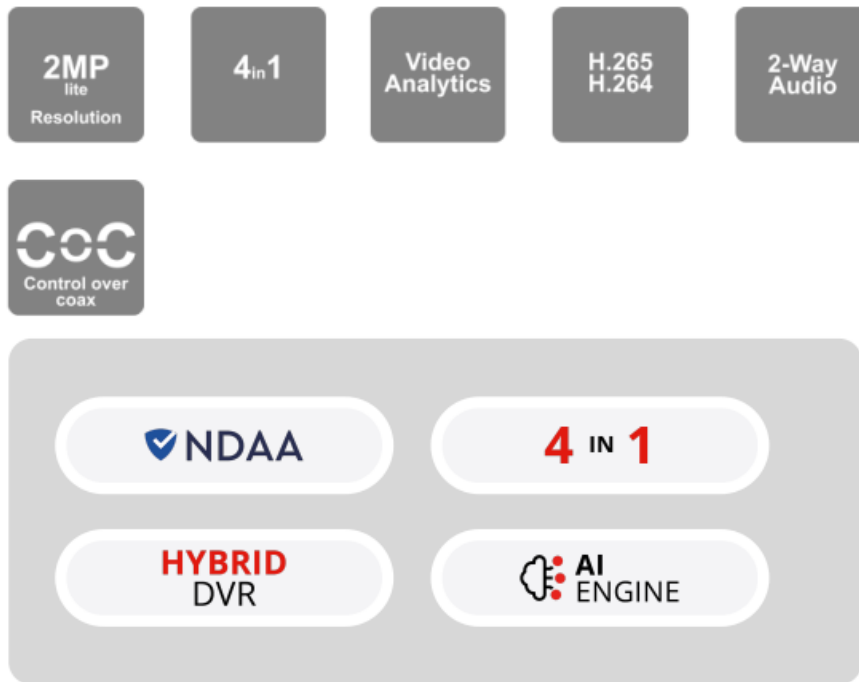 2MP
lite
Resolution
4in1
Video
Analytics
H.265
H.264
2-Way
Audio
CoC
Control over
coax
NDAA
4 IN 1
HYBRID
DVR
AI
ENGINE